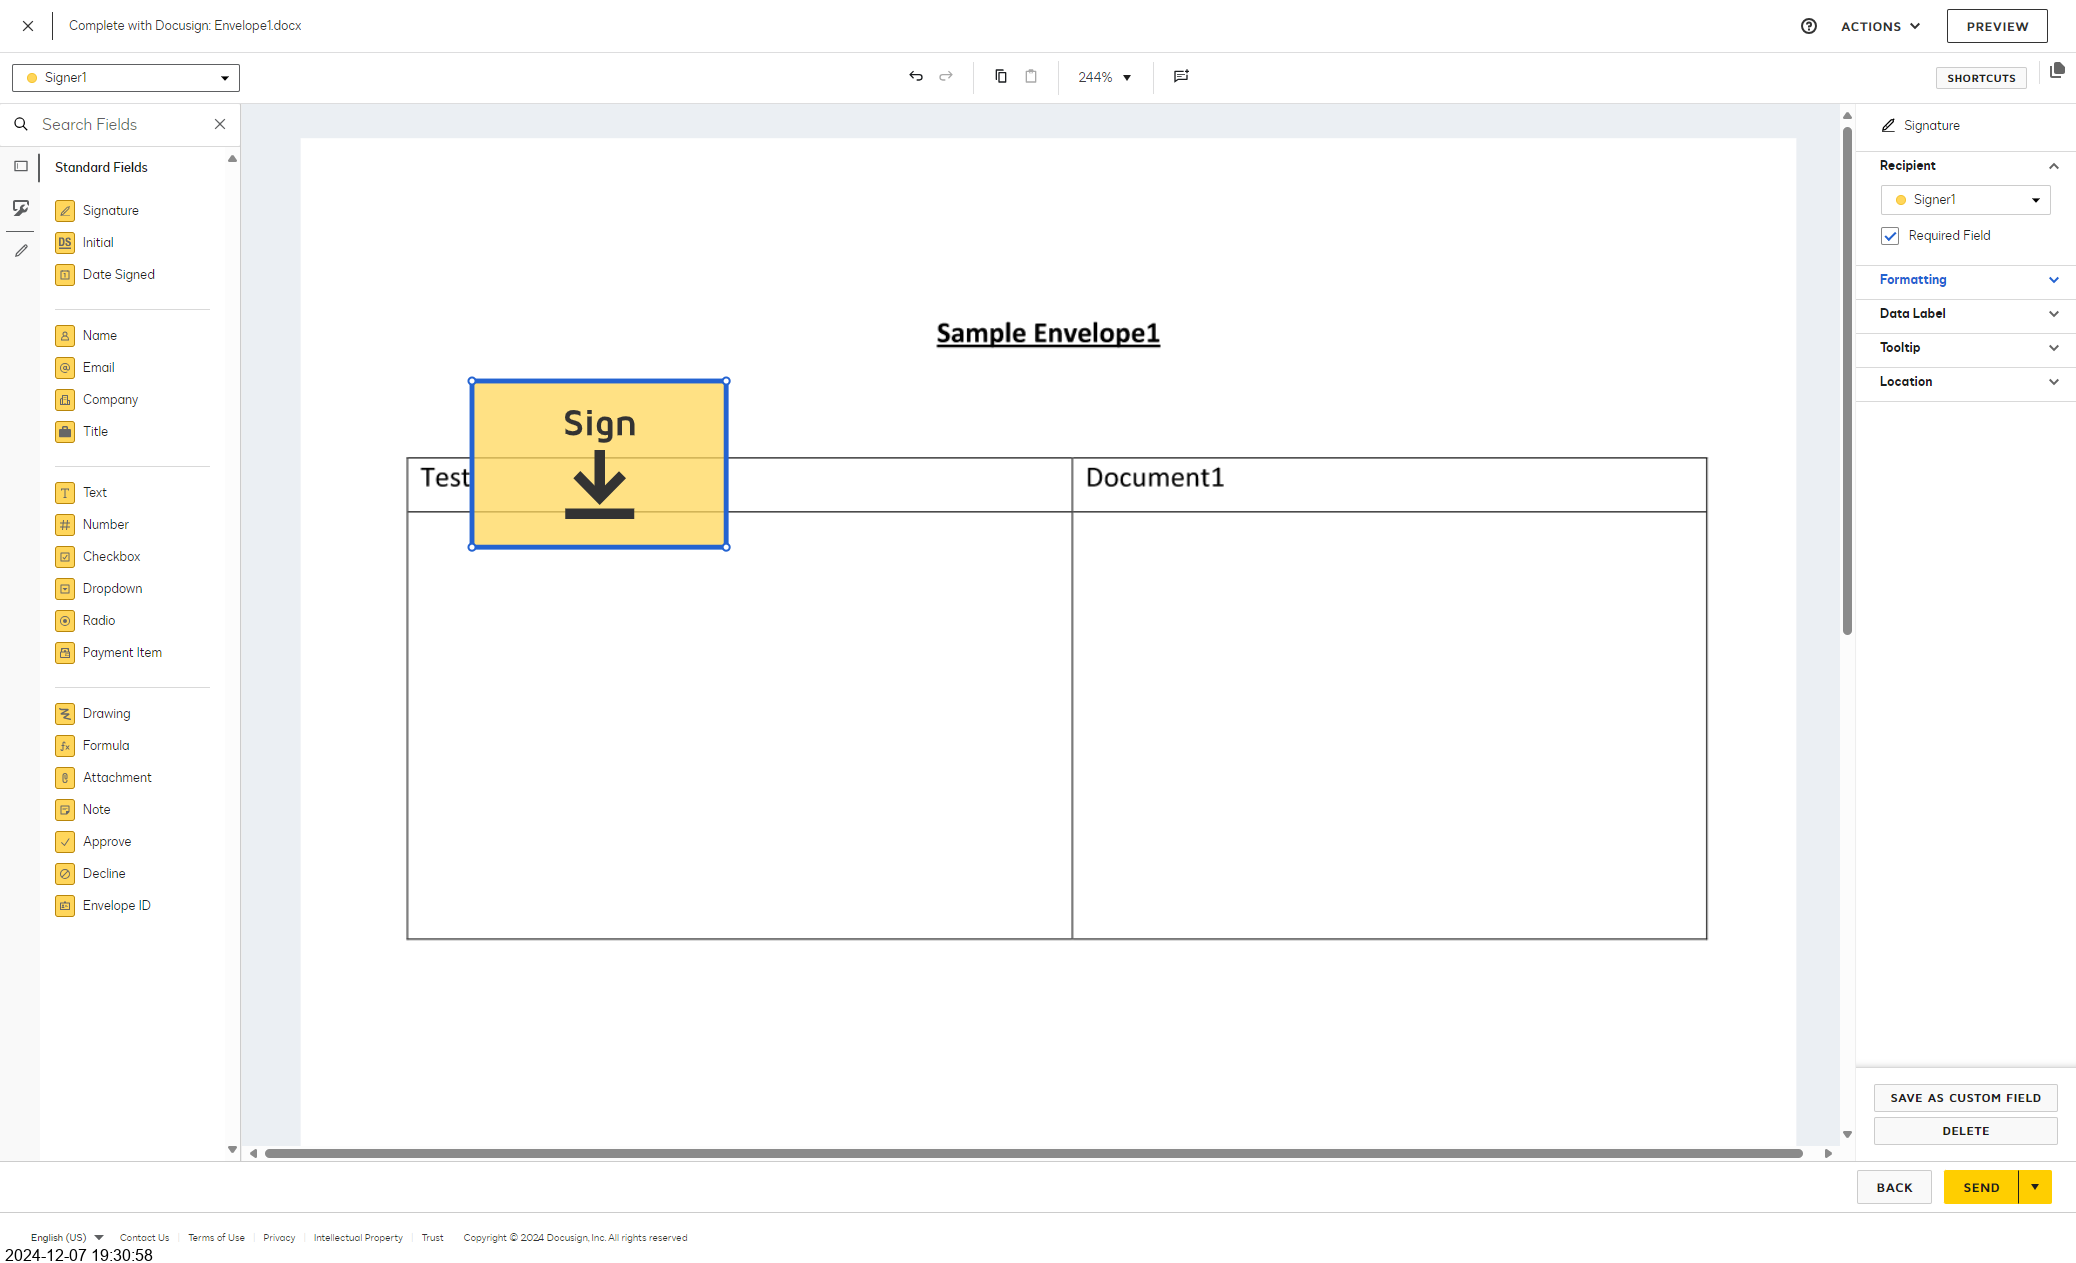 Complete with Docusign: Envelope1.docx
ACTIONS
PREVIEW
Signer1
244%
SHORTCUTS
Search Fields
Standard Fields
Signature
DS Initial
1 Date Signed
Name
@ Email
Company
Title
T Text
# Number
Checkbox
Dropdown
Radio
Payment Item
Drawing
fx Formula
Attachment
Note
Approve
Decline
Envelope ID
Sample Envelope1
Sign
Test
Document1
Signature
Recipient
Signer1
Required Field
Formatting
Data Label
Tooltip
Location
SAVE AS CUSTOM FIELD
DELETE
BACK
SEND
English (US)
Contact Us
Terms of Use
Privacy
Intellectual Property
Trust
Copyright © 2024 Docusign, Inc. All rights reserved
2024-12-07 19:30:58